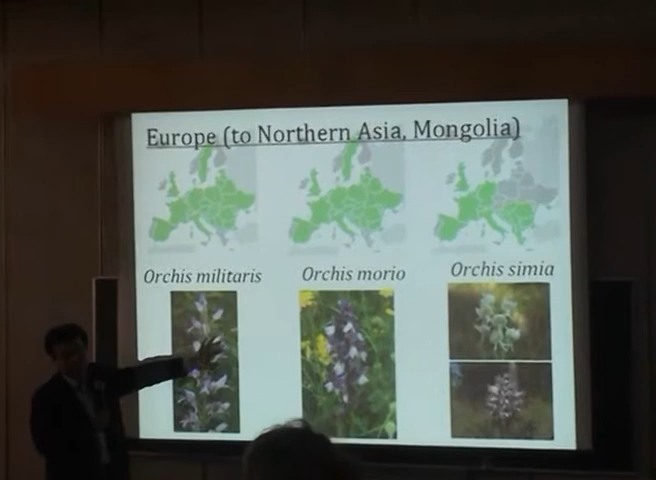 Europe (to Northern Asia, Mongolia)
Orchis militaris
Orchis morio
Orchis simia